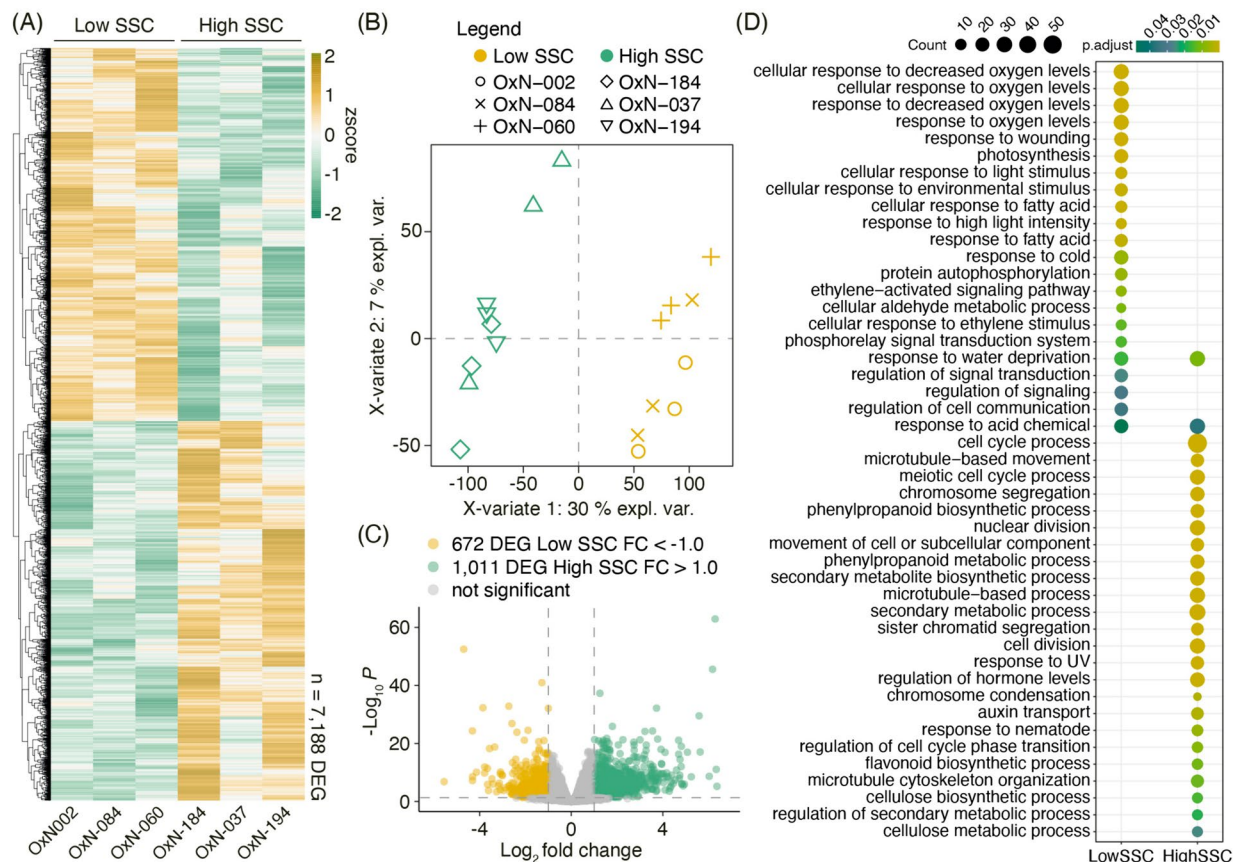 (A)
Low SSC High SSC
2
1
0
-1
-2
zscore
n = 7,188 DEG
OxN002 OxN-084 OxN-060 OxN-184 OxN-037 OxN-194
(B)
Legend
Low SSC High SSC
OxN-002 OxN-184
OxN-084 OxN-037
OxN-060 OxN-194
X-variate 2: 7 % expl. var.
50
0
-50
-100 -50 0 50 100
X-variate 1: 30 % expl. var.
(C)
672 DEG Low SSC FC < -1.0
1,011 DEG High SSC FC > 1.0
not significant
-Log10 P
60
40
20
0
-4 0 4
Log2 fold change
(D)
10 20 30 40 50
Count
p.adjust
0.04 0.03 0.02 0.01
cellular response to decreased oxygen levels
cellular response to oxygen levels
response to decreased oxygen levels
response to oxygen levels
response to wounding
photosynthesis
cellular response to light stimulus
cellular response to environmental stimulus
cellular response to fatty acid
response to high light intensity
response to fatty acid
response to cold
protein autophosphorylation
ethylene-activated signaling pathway
cellular aldehyde metabolic process
cellular response to ethylene stimulus
phosphorelay signal transduction system
response to water deprivation
regulation of signal transduction
regulation of signaling
regulation of cell communication
response to acid chemical
cell cycle process
microtubule-based movement
meiotic cell cycle process
chromosome segregation
phenylpropanoid biosynthetic process
nuclear division
movement of cell or subcellular component
phenylpropanoid metabolic process
secondary metabolite biosynthetic process
microtubule-based process
secondary metabolic process
sister chromatid segregation
cell division
response to UV
regulation of hormone levels
chromosome condensation
auxin transport
response to nematode
regulation of cell cycle phase transition
flavonoid biosynthetic process
microtubule cytoskeleton organization
cellulose biosynthetic process
regulation of secondary metabolic process
cellulose metabolic process
LowSSC HighSSC